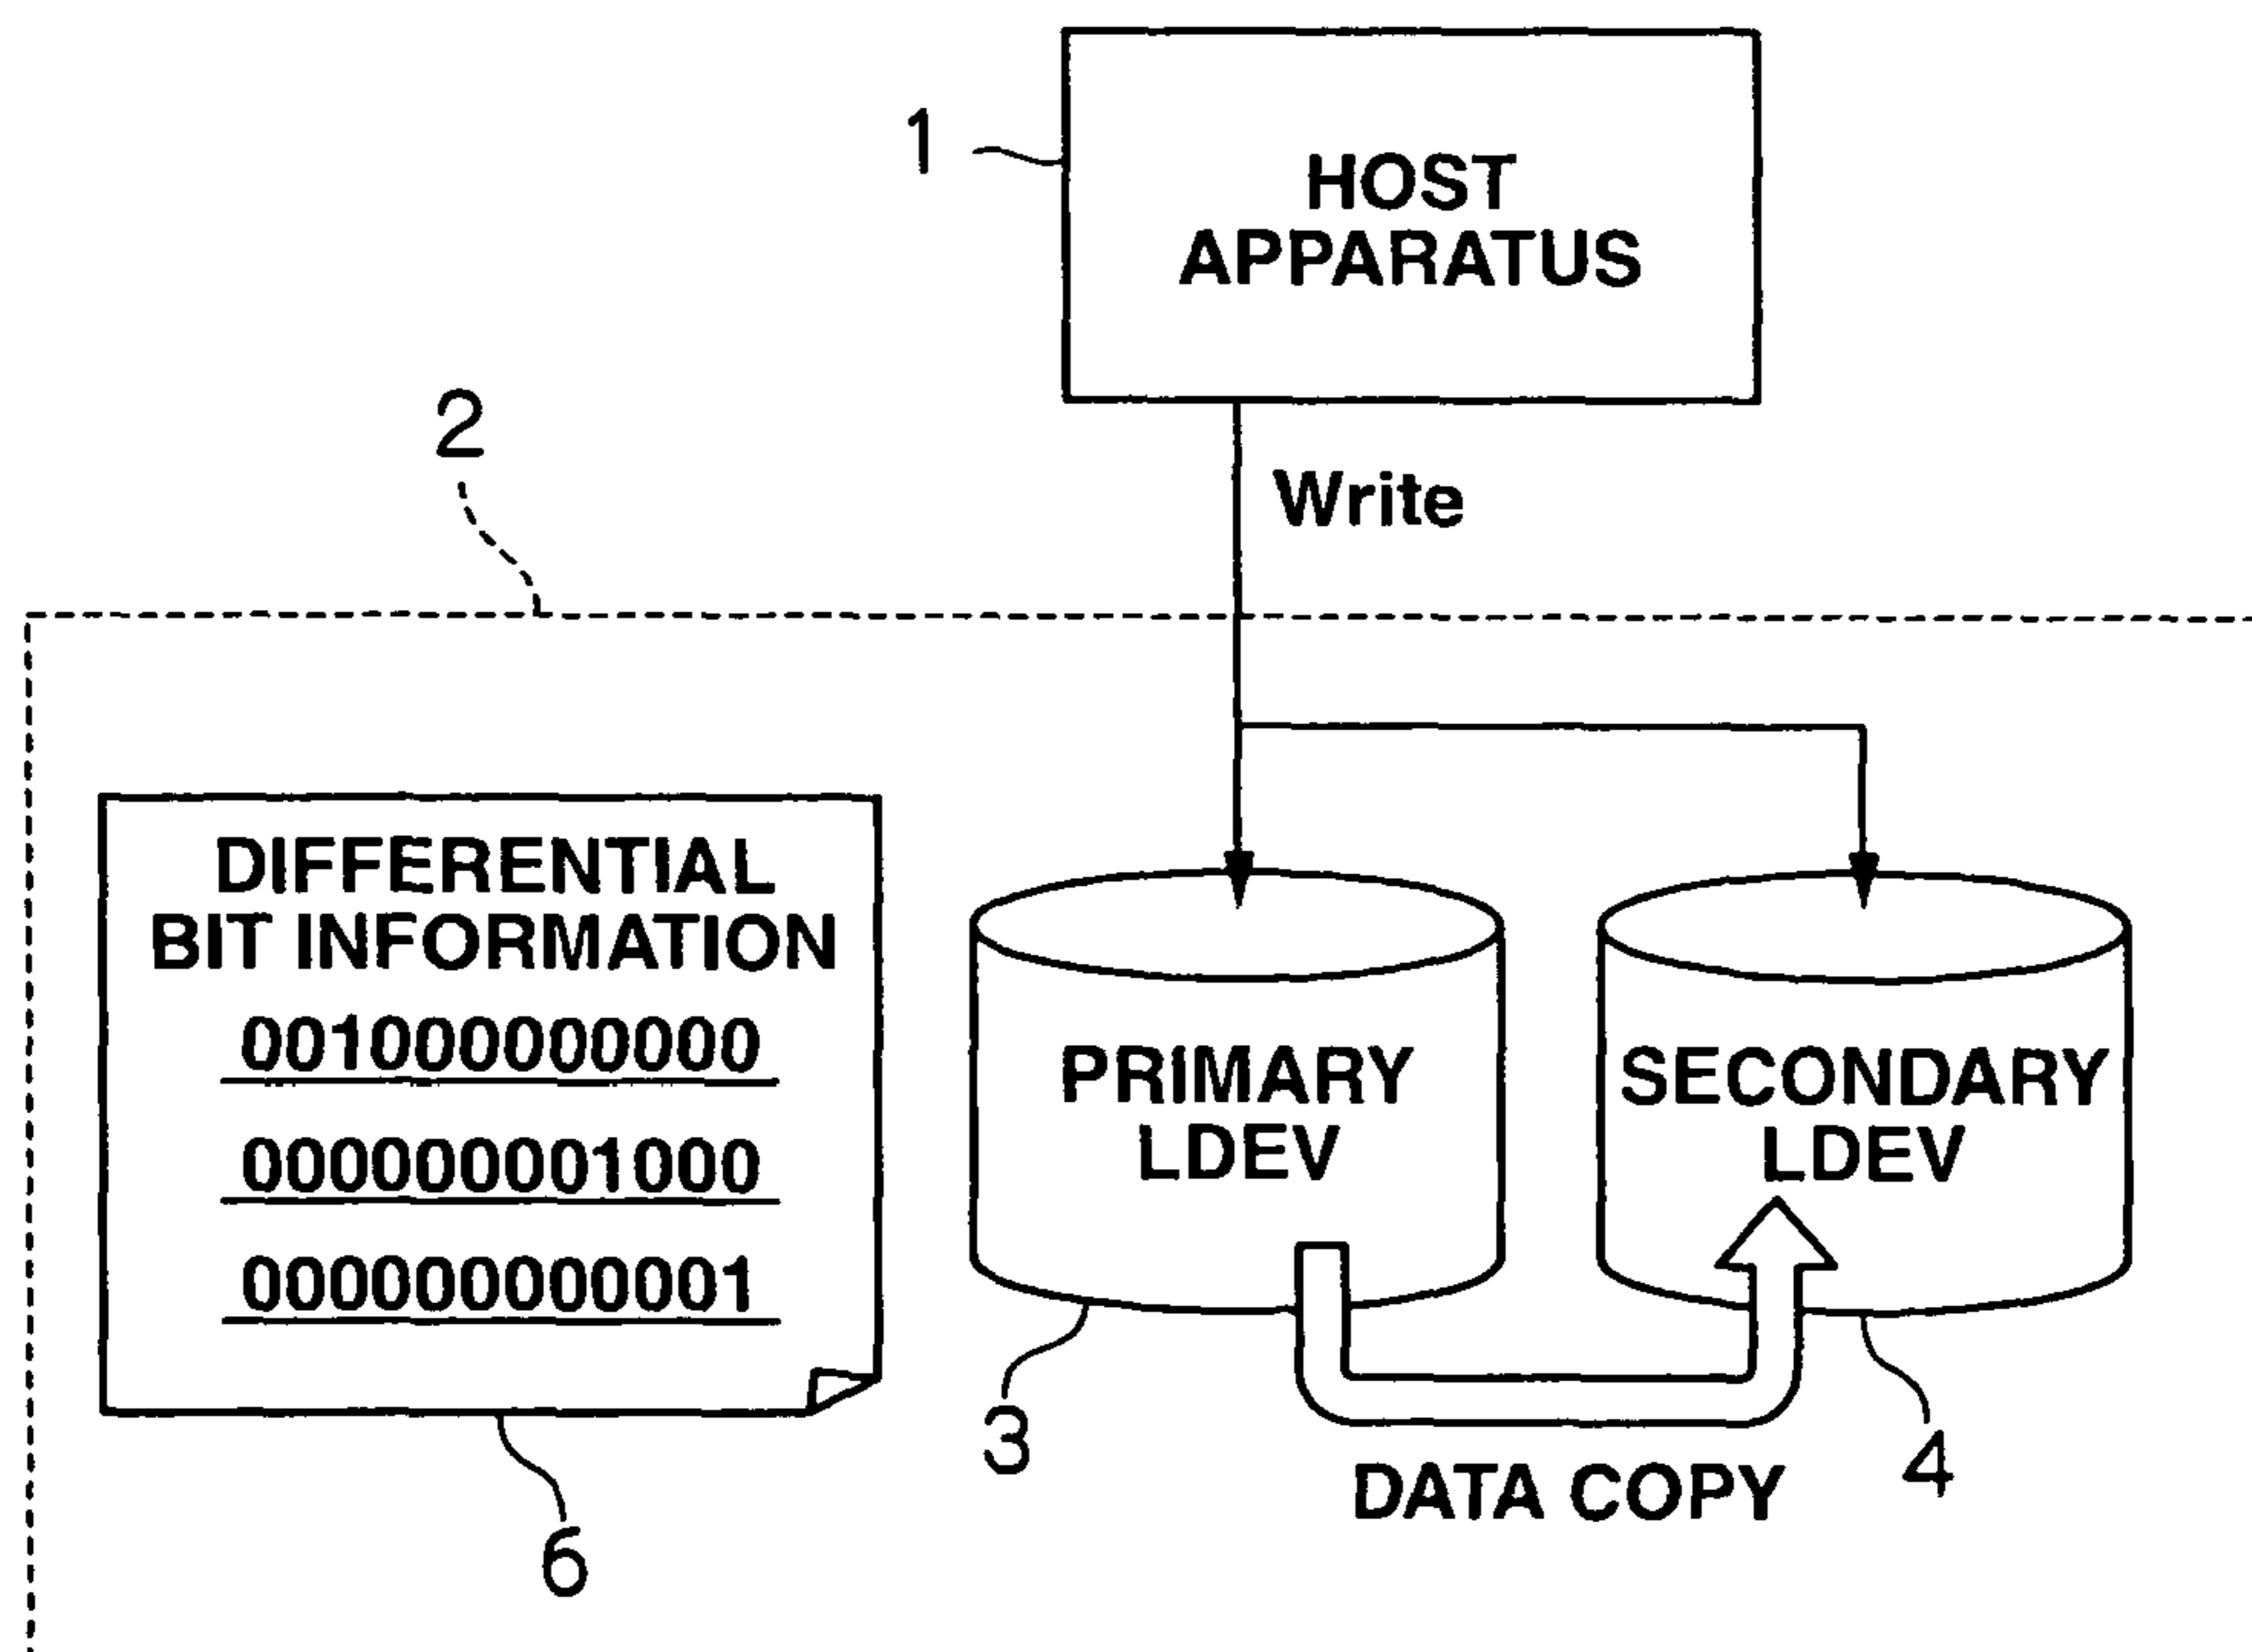 1
HOST
APPARATUS
2
Write
DIFFERENTIAL
BIT INFORMATION
001000000000
000000001000
000000000001
PRIMARY
LDEV
SECONDARY
LDEV
3
4
DATA COPY
6